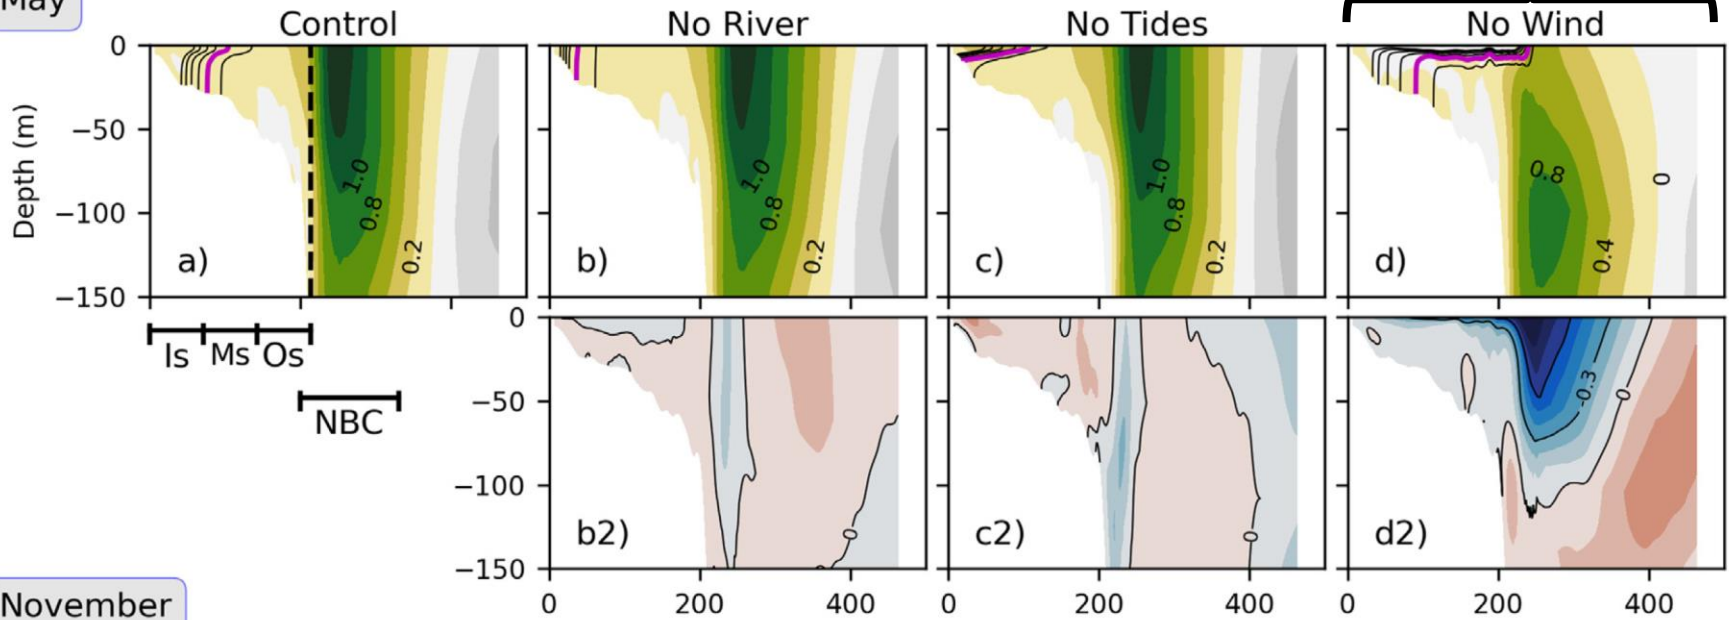 May
Control
No River
No Tides
No Wind
0
−50
−100
−150
Depth (m)
1.0
0.8
0.2
a)
1.0
0.8
0.2
b)
1.0
0.8
0.2
c)
0.8
0.4
0
d)
Is Ms Os
NBC
0
−50
−100
−150
0
b2)
0
c2)
-0.3
0
d2)
0 200 400
0 200 400
0 200 400
November